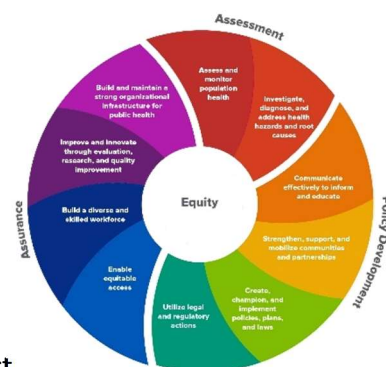 Assessment
Assess and
monitor
population
health
Investigate,
diagnose, and
address health
hazards and root
causes
Communicate
effectively to inform
and educate
Strengthen, support, and
mobilize communities
and partnerships
Create,
champion, and
implement
policies, plans,
and laws
Utilize legal
and regulatory
actions
Enable
equitable
access
Build a diverse and
skilled workforce
Improve and innovate
through evaluation,
research, and quality
improvement
Build and maintain a
strong organizational
infrastructure for
public health
Equity
Assurance
Development